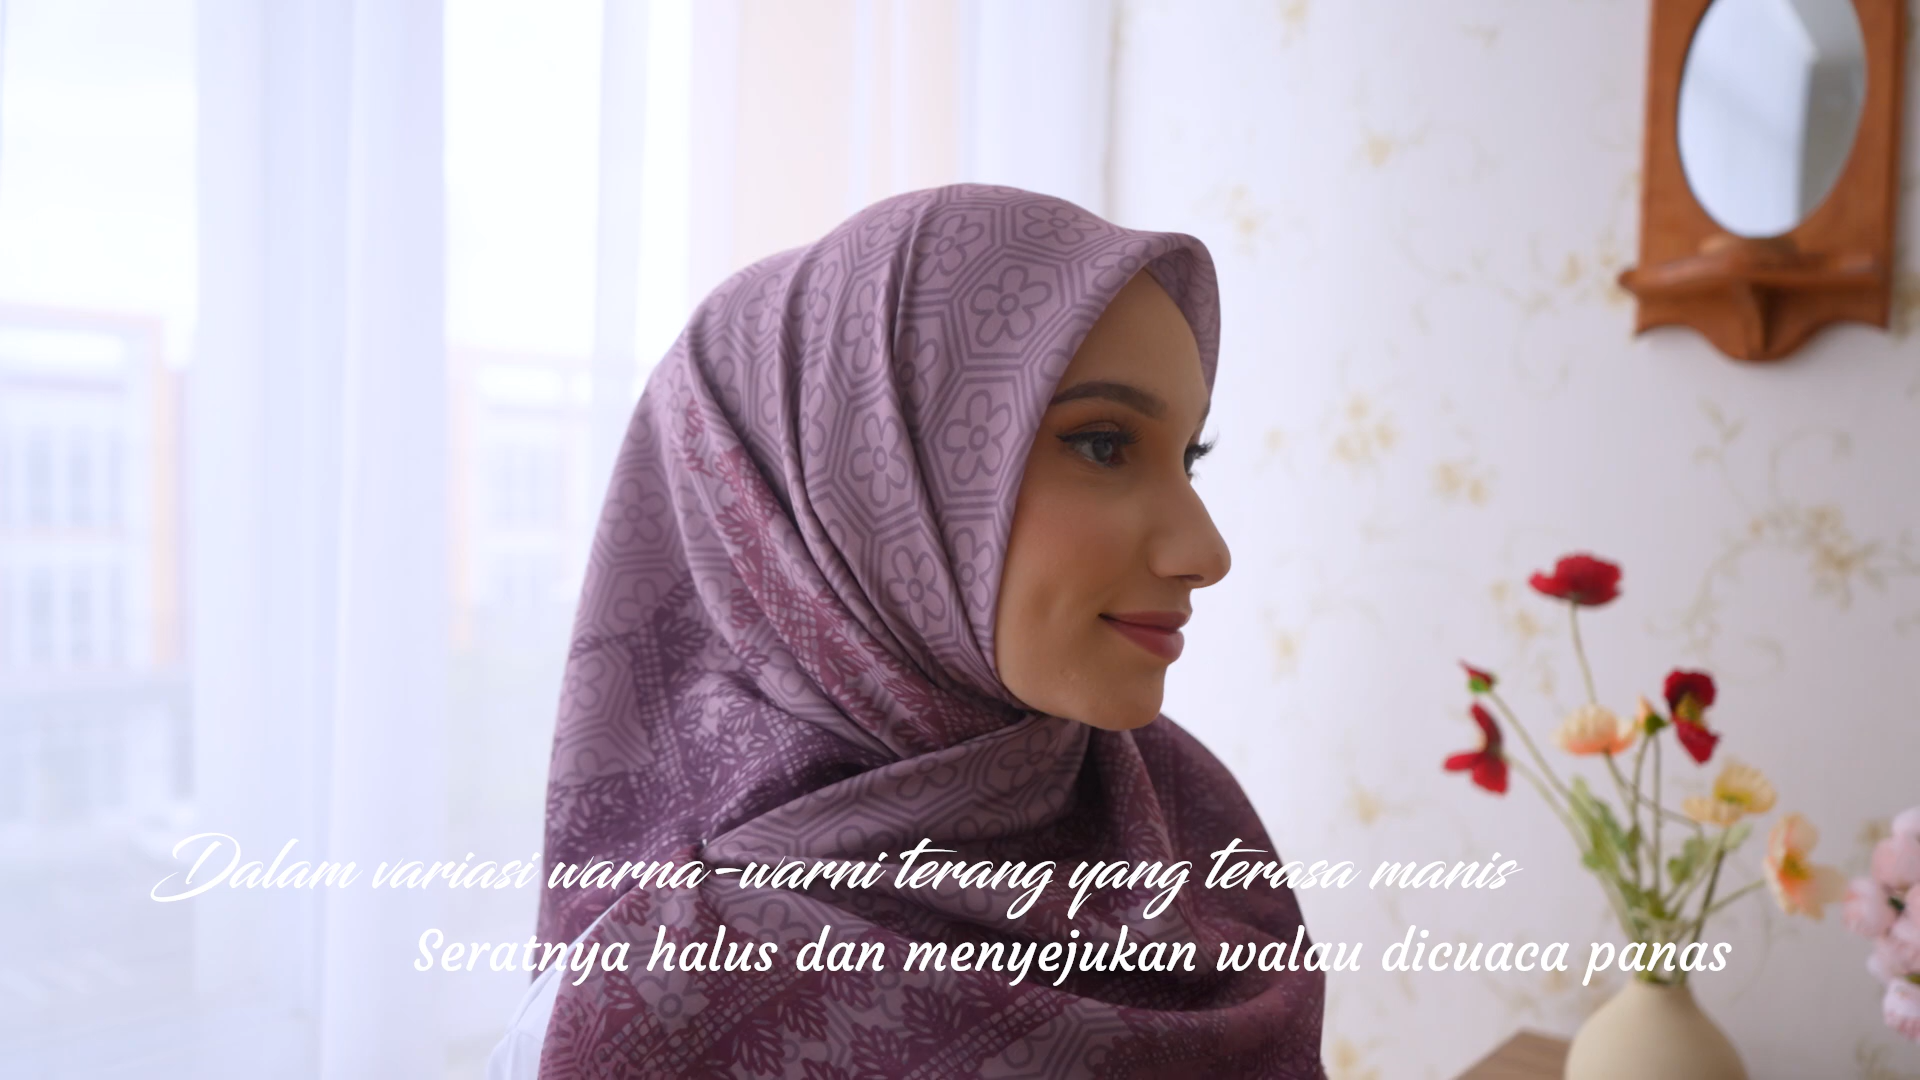 Dalam variasi warna-warni terang yang terasa manis
Seratnya halus dan menyejukan walau dicuaca panas